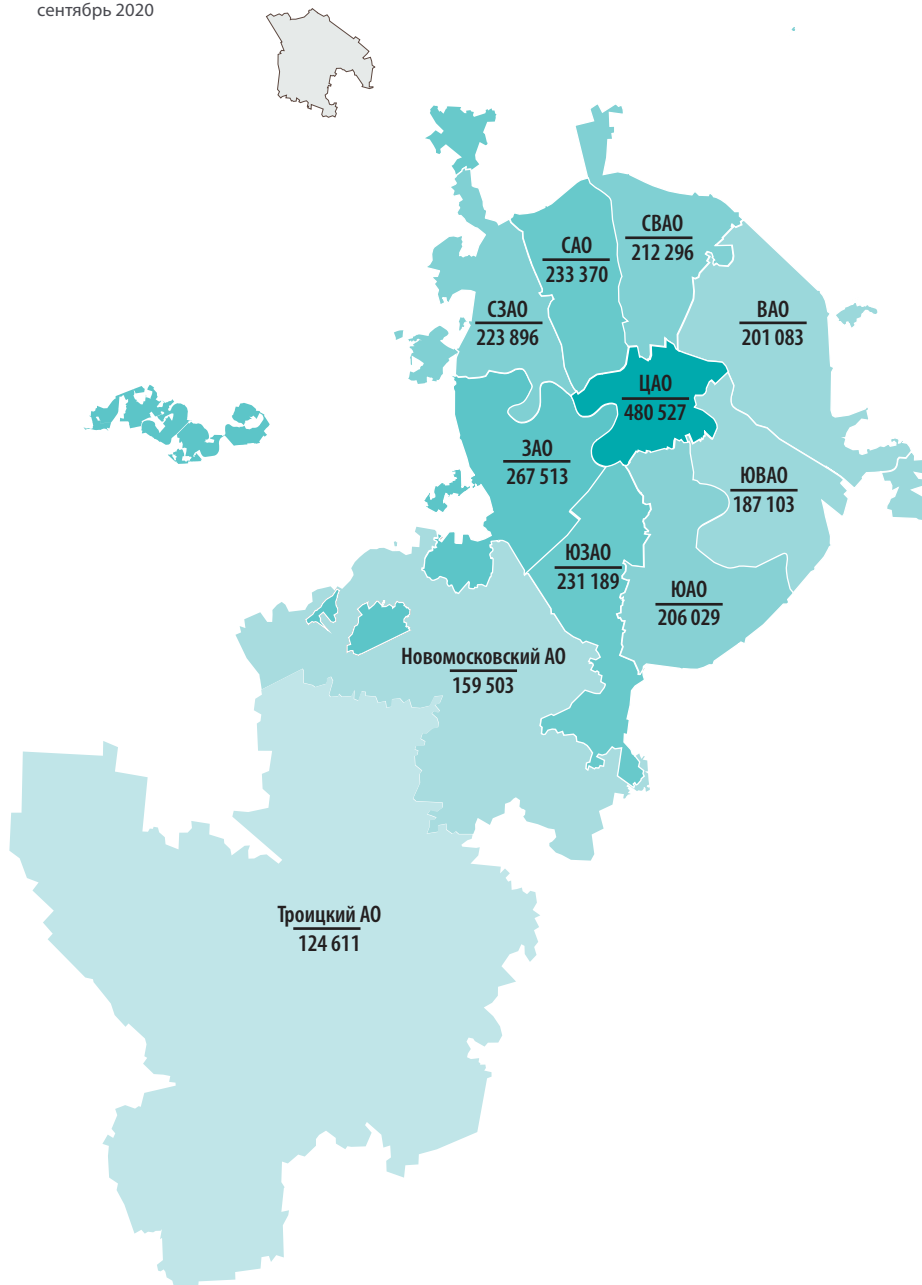 сентябрь 2020
СВАО
212 296
САО
233 370
СЗАО
223 896
ВАО
201 083
ЦАО
480 527
ЗАО
267 513
ЮВАО
187 103
ЮЗАО
231 189
ЮАО
206 029
Новомосковский АО
159 503
Троицкий АО
124 611